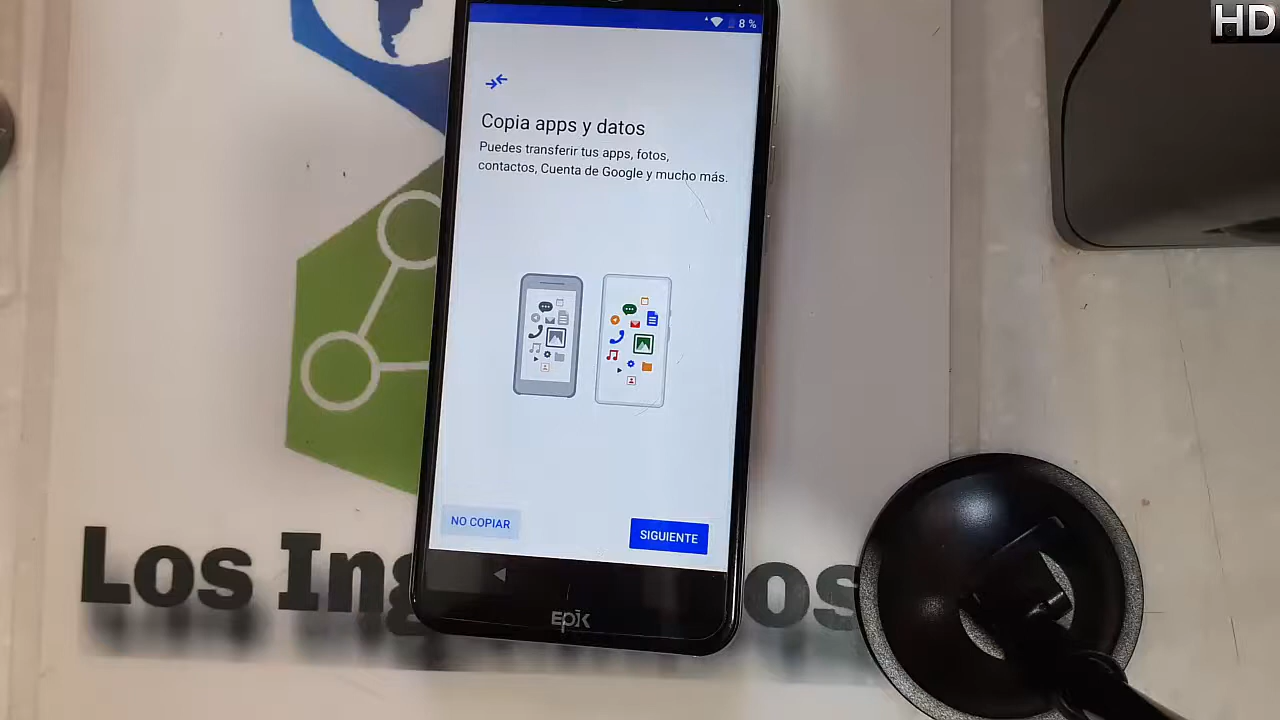 HD
8 %
Copia apps y datos
Puedes transferir tus apps, fotos,
contactos, Cuenta de Google y mucho más.
NO COPIAR
SIGUIENTE
Epik
Los Ing os